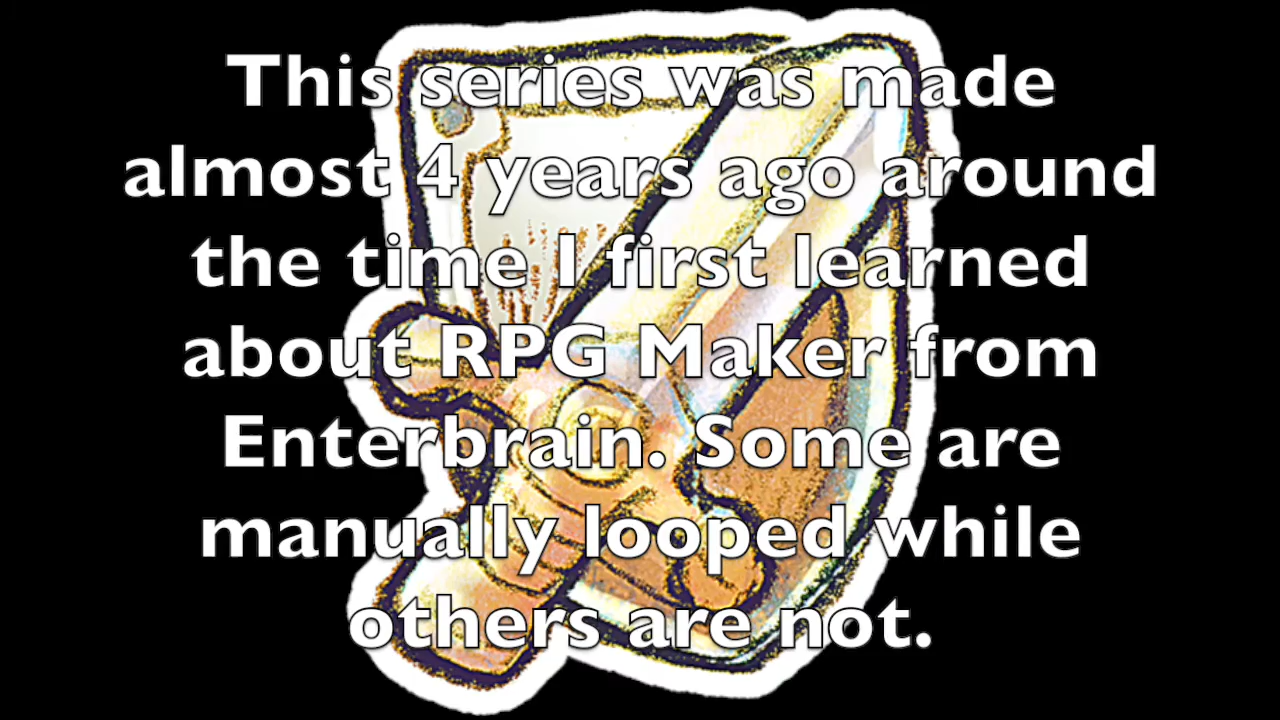 This series was made
almost 4 years ago around
the time I first learned
about RPG Maker from
Enterbrain. Some are
manually looped while
others are not.